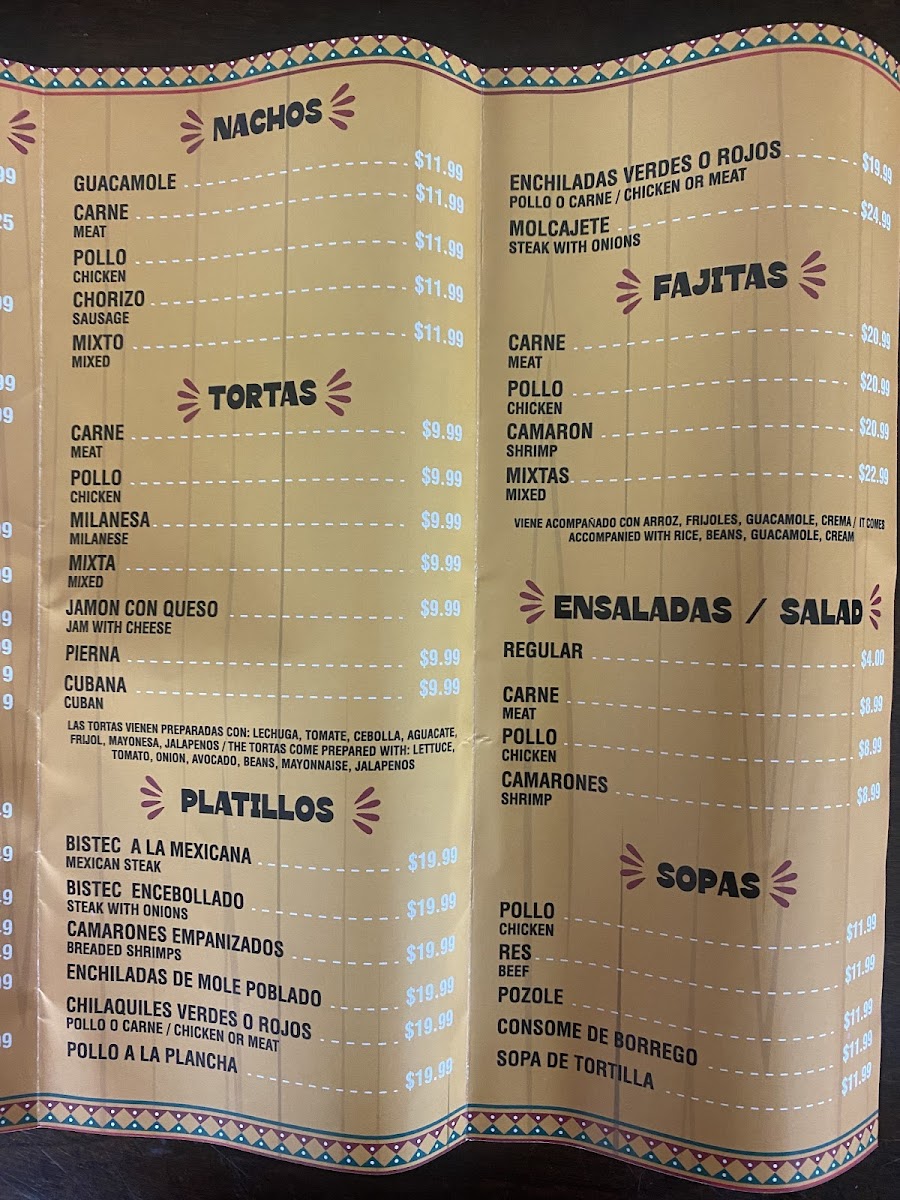 NACHOS
GUACAMOLE $11.99
CARNE $11.99
MEAT
POLLO $11.99
CHICKEN
CHORIZO $11.99
SAUSAGE
MIXTO $11.99
MIXED
TORTAS
CARNE $9.99
MEAT
POLLO $9.99
CHICKEN
MILANESA $9.99
MILANESE
MIXTA $9.99
MIXED
JAMON CON QUESO $9.99
JAM WITH CHEESE
PIERNA $9.99
CUBANA $9.99
CUBAN
LAS TORTAS VIENEN PREPARADAS CON: LECHUGA, TOMATE, CEBOLLA, AGUACATE,
FRIJOL, MAYONESA, JALAPENOS / THE TORTAS COME PREPARED WITH: LETTUCE,
TOMATO, ONION, AVOCADO, BEANS, MAYONNAISE, JALAPENOS
PLATILLOS
BISTEC A LA MEXICANA $19.99
MEXICAN STEAK
BISTEC ENCEBOLLADO $19.99
STEAK WITH ONIONS
CAMARONES EMPANIZADOS $19.99
BREADED SHRIMPS
ENCHILADAS DE MOLE POBLADO $19.99
CHILAQUILES VERDES O ROJOS $19.99
POLLO O CARNE / CHICKEN OR MEAT
POLLO A LA PLANCHA $19.99
ENCHILADAS VERDES O ROJOS $19.99
POLLO O CARNE / CHICKEN OR MEAT
MOLCAJETE $24.99
STEAK WITH ONIONS
FAJITAS
CARNE $20.99
MEAT
POLLO $20.99
CHICKEN
CAMARON $20.99
SHRIMP
MIXTAS $22.99
MIXED
VIENE ACOMPAÑADO CON ARROZ, FRIJOLES, GUACAMOLE, CREMA / IT COMES
ACCOMPANIED WITH RICE, BEANS, GUACAMOLE, CREAM
ENSALADAS / SALAD
REGULAR $4.00
CARNE $8.99
MEAT
POLLO $8.99
CHICKEN
CAMARONES $8.99
SHRIMP
SOPAS
POLLO $11.99
CHICKEN
RES $11.99
BEEF
POZOLE $11.99
CONSOME DE BORREGO $11.99
SOPA DE TORTILLA $11.99